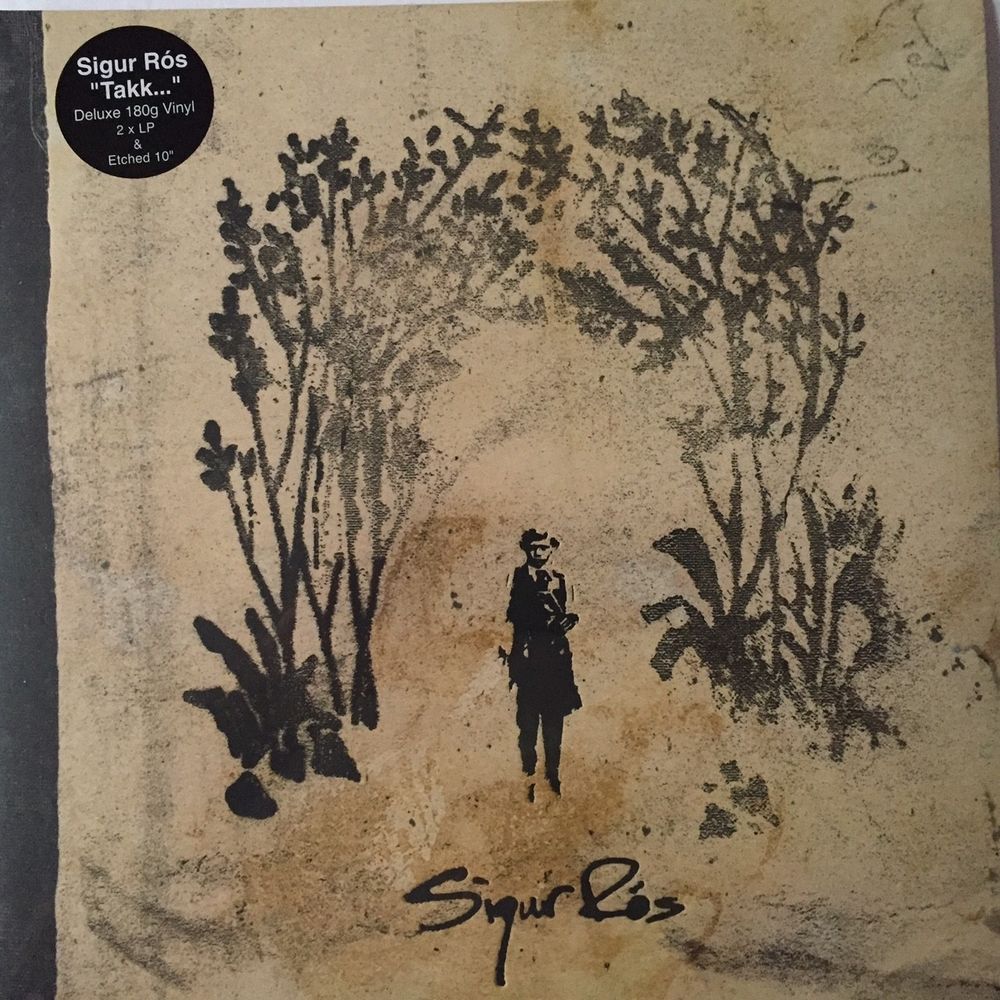 Sigur Rós
"Takk..."
Deluxe 180g Vinyl
2 x LP
&
Etched 10"
Sigur Rós